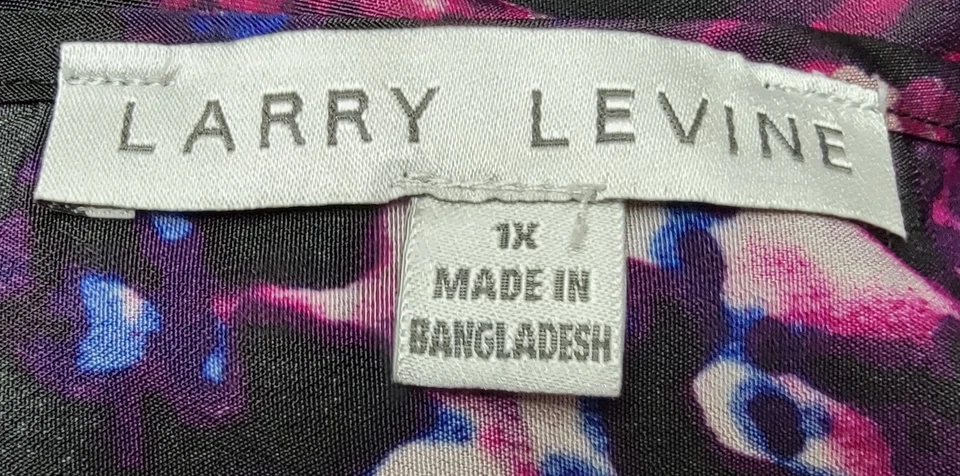 LARRY LEVINE
1X
MADE IN
BANGLADESH